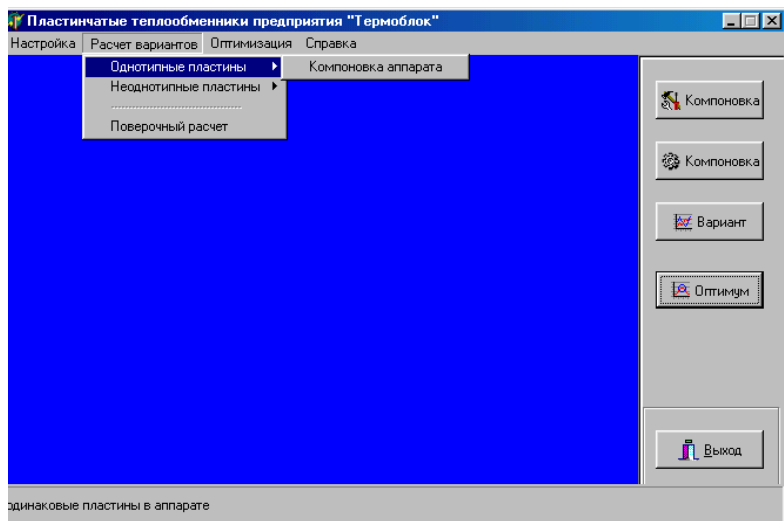 Пластинчатые теплообменники предприятия "Термоблок"
Настройка Расчет вариантов Оптимизация Справка
Однотипные пластины Компоновка аппарата
Неоднотипные пластины
Поверочный расчет
Компоновка
Компоновка
Вариант
Оптимум
Выход
одинаковые пластины в аппарате